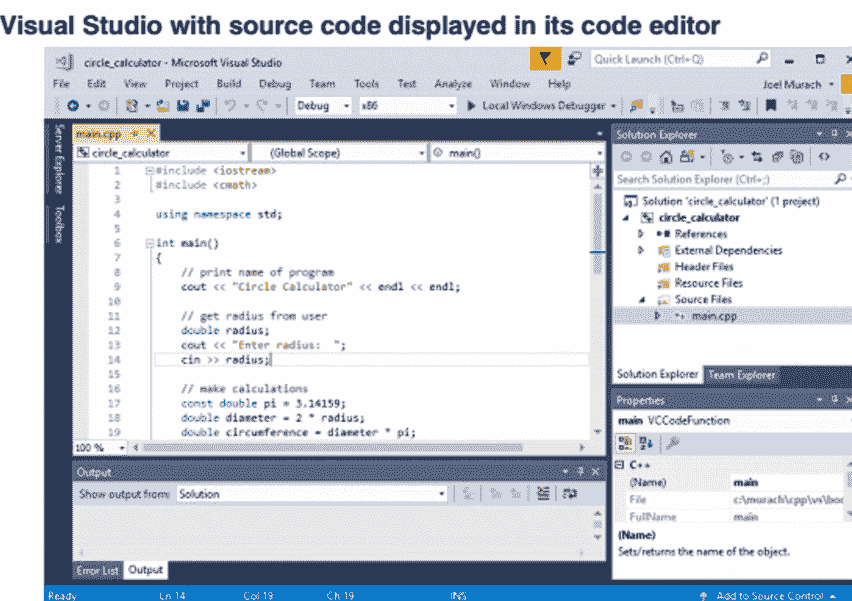 Visual Studio with source code displayed in its code editor
circle_calculator - Microsoft Visual Studio
Quick Launch (Ctrl+Q)
File Edit View Project Build Debug Team Tools Test Analyze Window Help
Joel Murach
Debug x86 Local Windows Debugger
Server Explorer
Toolbox
main.cpp
circle_calculator (Global Scope) main()
1 #include <iostream>
2 #include <cmath>
3
4 using namespace std;
5
6 int main()
7 {
8 // print name of program
9 cout << "Circle Calculator" << endl << endl;
10
11 // get radius from user
12 double radius;
13 cout << "Enter radius:  ";
14 cin >> radius;
15
16 // make calculations
17 const double pi = 3.14159;
18 double diameter = 2 * radius;
19 double circumference = diameter * pi;
100 %
Output
Show output from: Solution
Error List Output
Solution Explorer
Search Solution Explorer (Ctrl+;)
Solution 'circle_calculator' (1 project)
circle_calculator
References
External Dependencies
Header Files
Resource Files
Source Files
main.cpp
Solution Explorer Team Explorer
Properties
main VCCodeFunction
C++
(Name) main
File c:\murach\cpp\vs\boo
FullName main
(Name)
Sets/returns the name of the object.
Ready Ln 14 Col 19 Ch 19 INS Add to Source Control